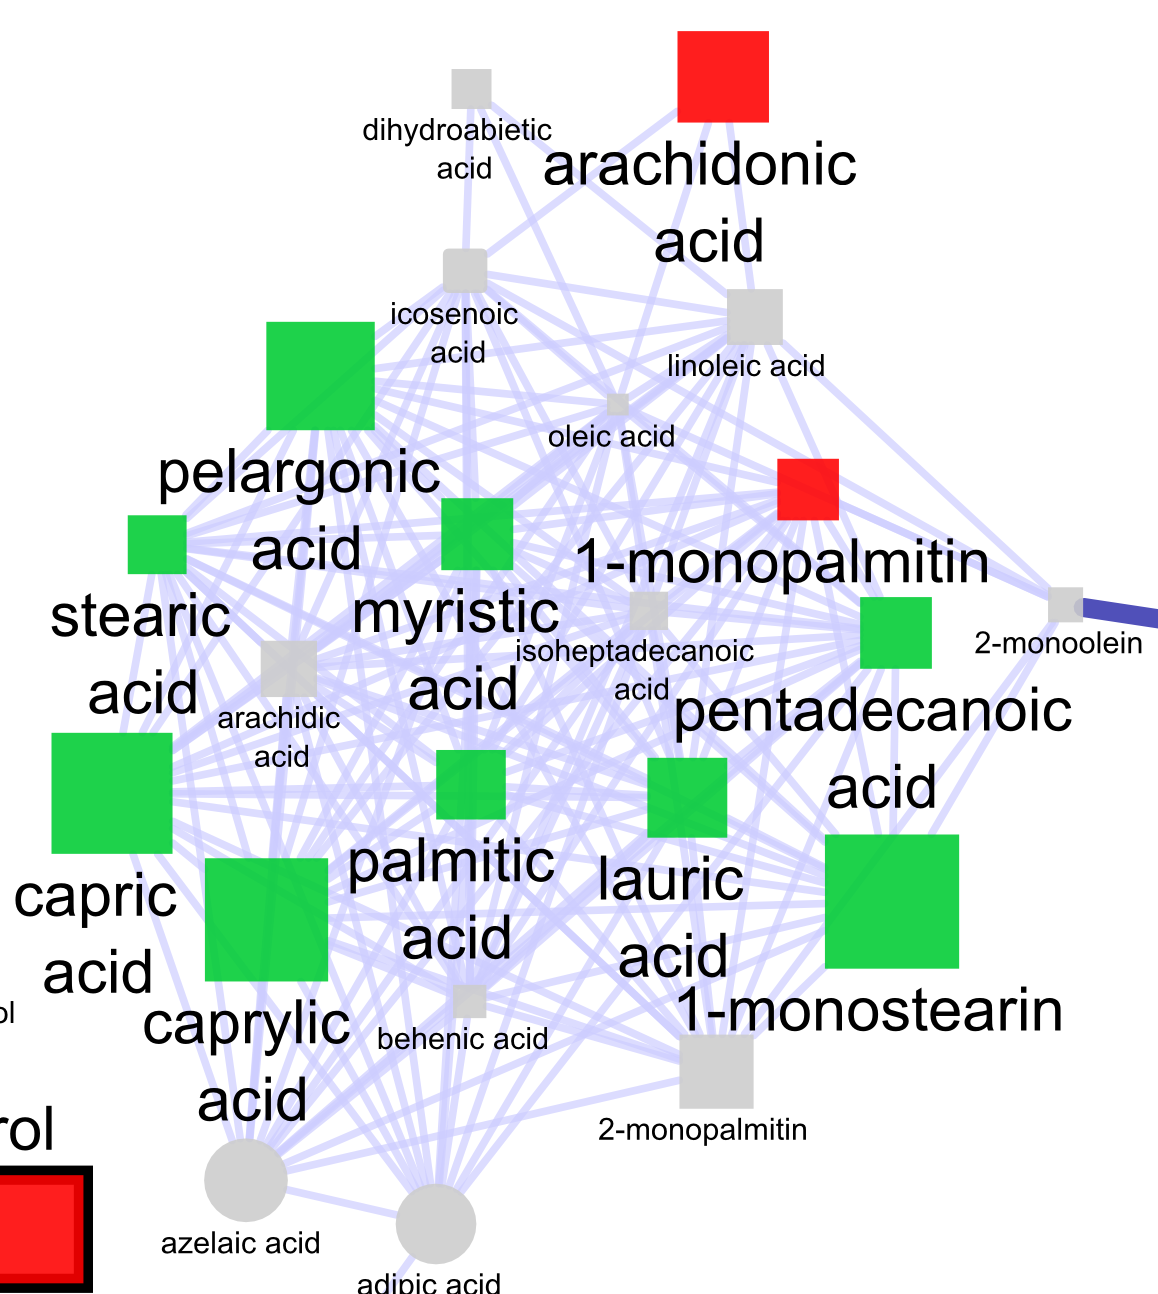 dihydroabietic
acid
arachidonic
acid
icosenoic
acid
linoleic acid
oleic acid
pelargonic
acid
1-monopalmitin
stearic
acid
myristic
acid
isoheptadecanoic
acid
2-monoolein
arachidic
acid
pentadecanoic
acid
capric
acid
palmitic
acid
lauric
acid
ol
caprylic
acid
behenic acid
1-monostearin
rol
2-monopalmitin
azelaic acid
adipic acid